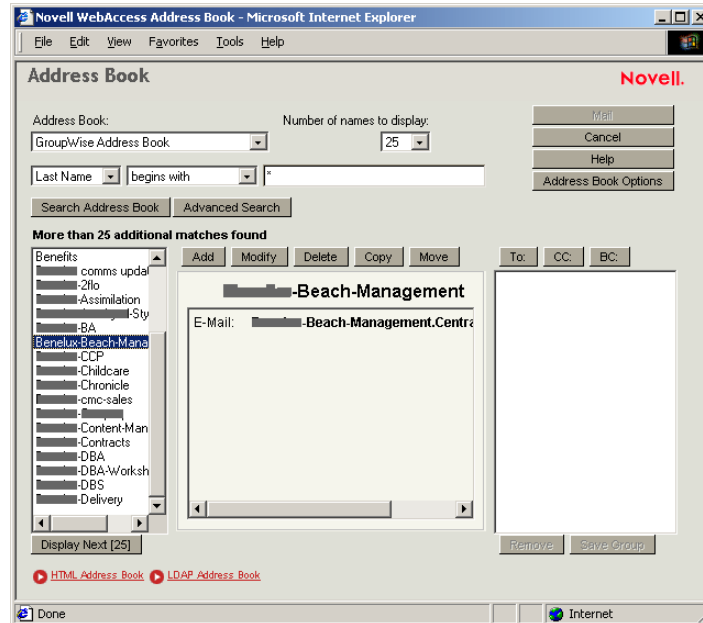 Novell WebAccess Address Book - Microsoft Internet Explorer
File Edit View Favorites Tools Help
Address Book
Novell.
Address Book:
Number of names to display:
GroupWise Address Book
25
Last Name
begins with
*
Mail
Cancel
Help
Address Book Options
Search Address Book
Advanced Search
More than 25 additional matches found
Benefits
comms updat
-2flo
-Assimilation
-Sty
-BA
Benelux-Beach-Mana
-CCP
-Childcare
-Chronicle
-cmc-sales
-Content-Man
-Contracts
-DBA
-DBA-Worksh
-DBS
-Delivery
Display Next [25]
Add Modify Delete Copy Move
-Beach-Management
E-Mail: -Beach-Management.Centra
To: CC: BC:
Remove Save Group
HTML Address Book LDAP Address Book
Done
Internet